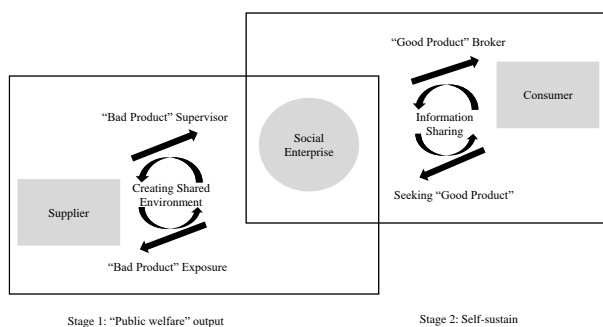 “Good Product” Broker
Consumer
Information
Sharing
Seeking “Good Product”
Social
Enterprise
“Bad Product” Supervisor
Creating Shared
Environment
Supplier
“Bad Product” Exposure
Stage 1: “Public welfare” output
Stage 2: Self-sustain